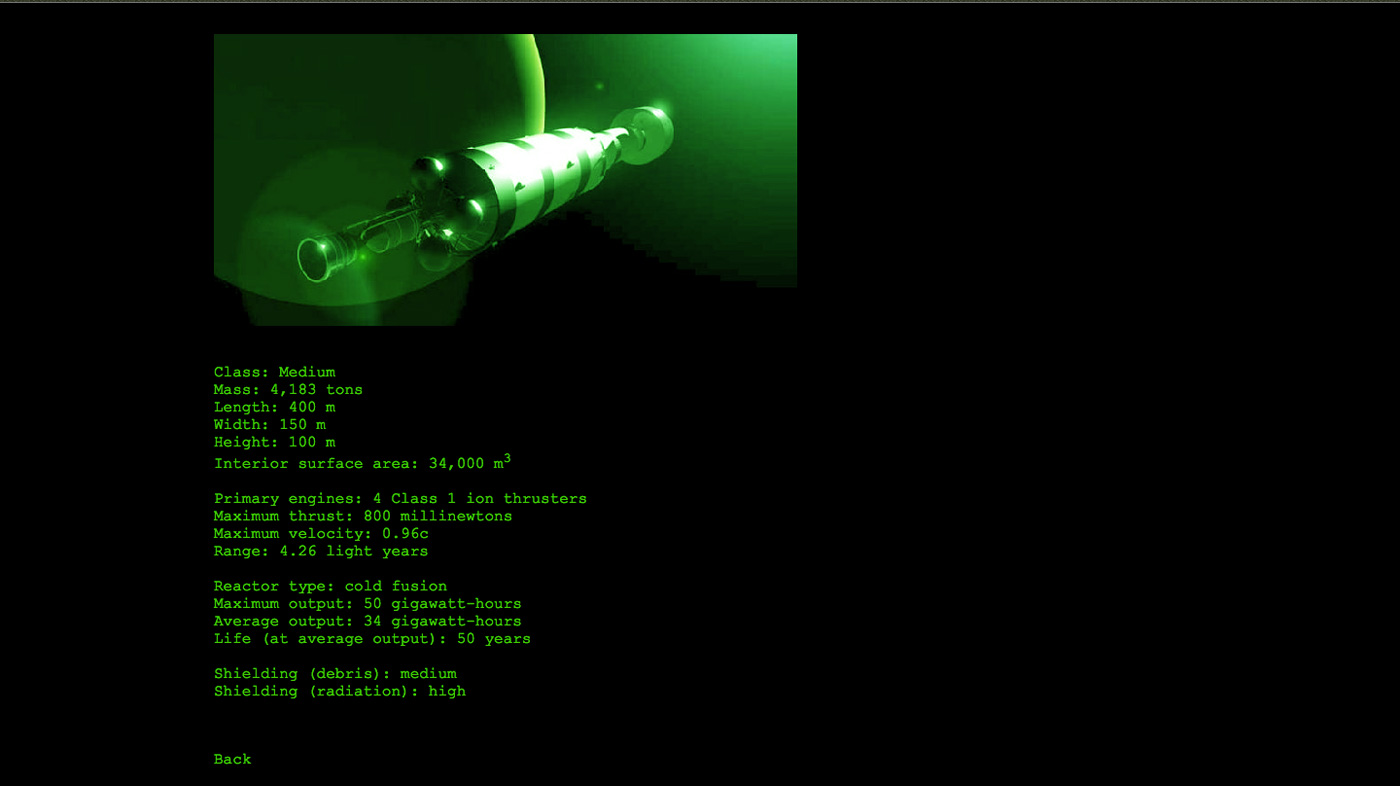 Class: Medium
Mass: 4,183 tons
Length: 400 m
Width: 150 m
Height: 100 m
Interior surface area: 34,000 m³
Primary engines: 4 Class 1 ion thrusters
Maximum thrust: 800 millinewtons
Maximum velocity: 0.96c
Range: 4.26 light years
Reactor type: cold fusion
Maximum output: 50 gigawatt-hours
Average output: 34 gigawatt-hours
Life (at average output): 50 years
Shielding (debris): medium
Shielding (radiation): high
Back